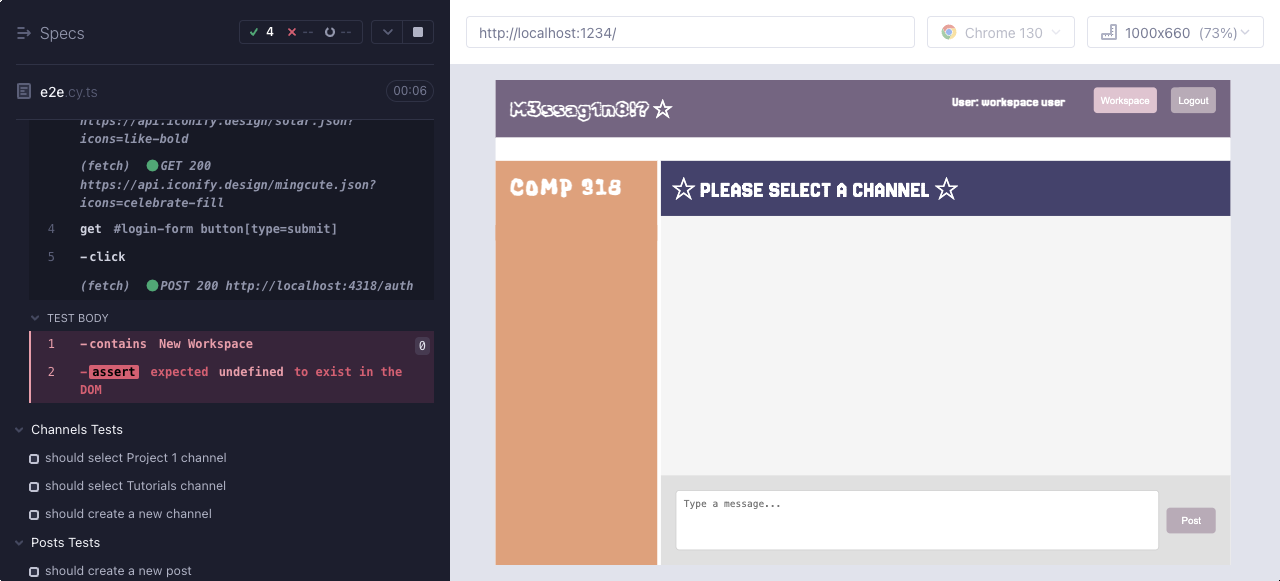 Specs
4
--
--
e2e.cy.ts
00:06
https://api.iconify.design/solar.json?
icons=like-bold
(fetch) GET 200
https://api.iconify.design/mingcute.json?
icons=celebrate-fill
4 get #login-form button[type=submit]
5 -click
(fetch) POST 200 http://localhost:4318/auth
TEST BODY
1 -contains New Workspace 0
2 -assert expected undefined to exist in the
DOM
Channels Tests
should select Project 1 channel
should select Tutorials channel
should create a new channel
Posts Tests
should create a new post
http://localhost:1234/
Chrome 130
1000x660 (73%)
M3ssag1n8!?
User: workspace user
Workspace
Logout
COMP 318
PLEASE SELECT A CHANNEL
Type a message...
Post